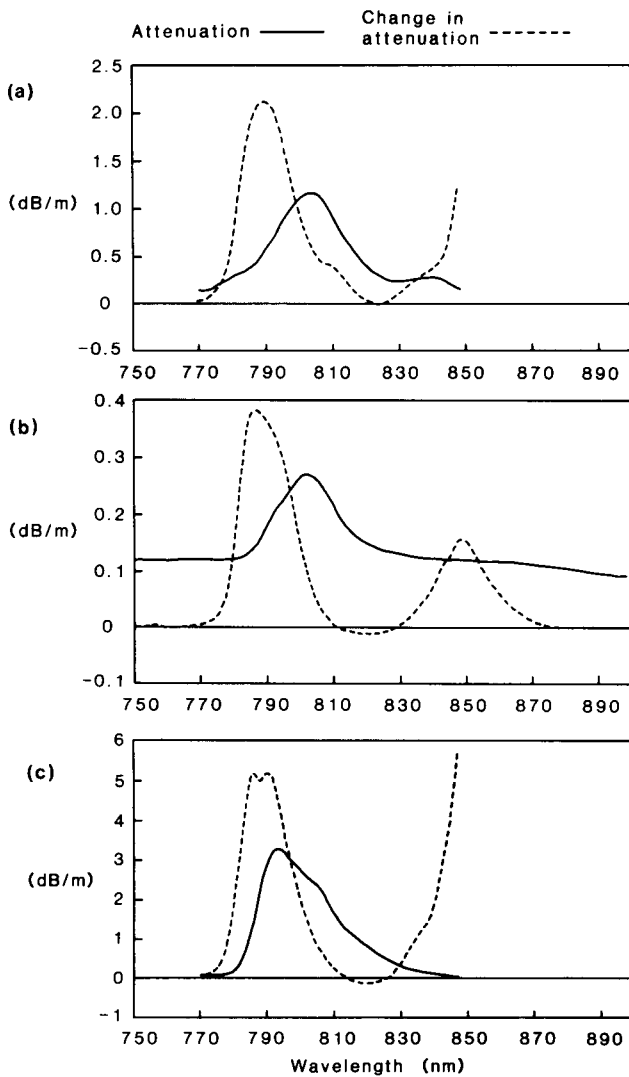 Attenuation
Change in attenuation
(a)
2.5
2.0
1.5
(dB/m)
1.0
0.5
0
-0.5
750 770 790 810 830 850 870 890
(b)
0.4
0.3
(dB/m)
0.2
0.1
0
-0.1
750 770 790 810 830 850 870 890
(c)
6
5
4
(dB/m)
3
2
1
0
-1
750 770 790 810 830 850 870 890
Wavelength (nm)